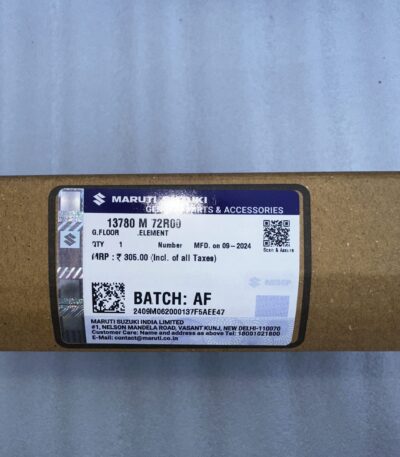 MARUTI SUZUKI
GENUINE PARTS & ACCESSORIES
13780 M 72R00
G.FLOOR .ELEMENT
QTY 1 Number MFD. on 09-2024
MRP : ₹ 305.00 (Incl. of all Taxes)
Scan & Assure
BATCH: AF
2409M062000137F5AEE47
MARUTI SUZUKI INDIA LIMITED
#1, NELSON MANDELA ROAD, VASANT KUNJ, NEW DELHI-110070
Customer Care: Name and address as above Tel: 18001021800
E-Mail: contact@maruti.co.in